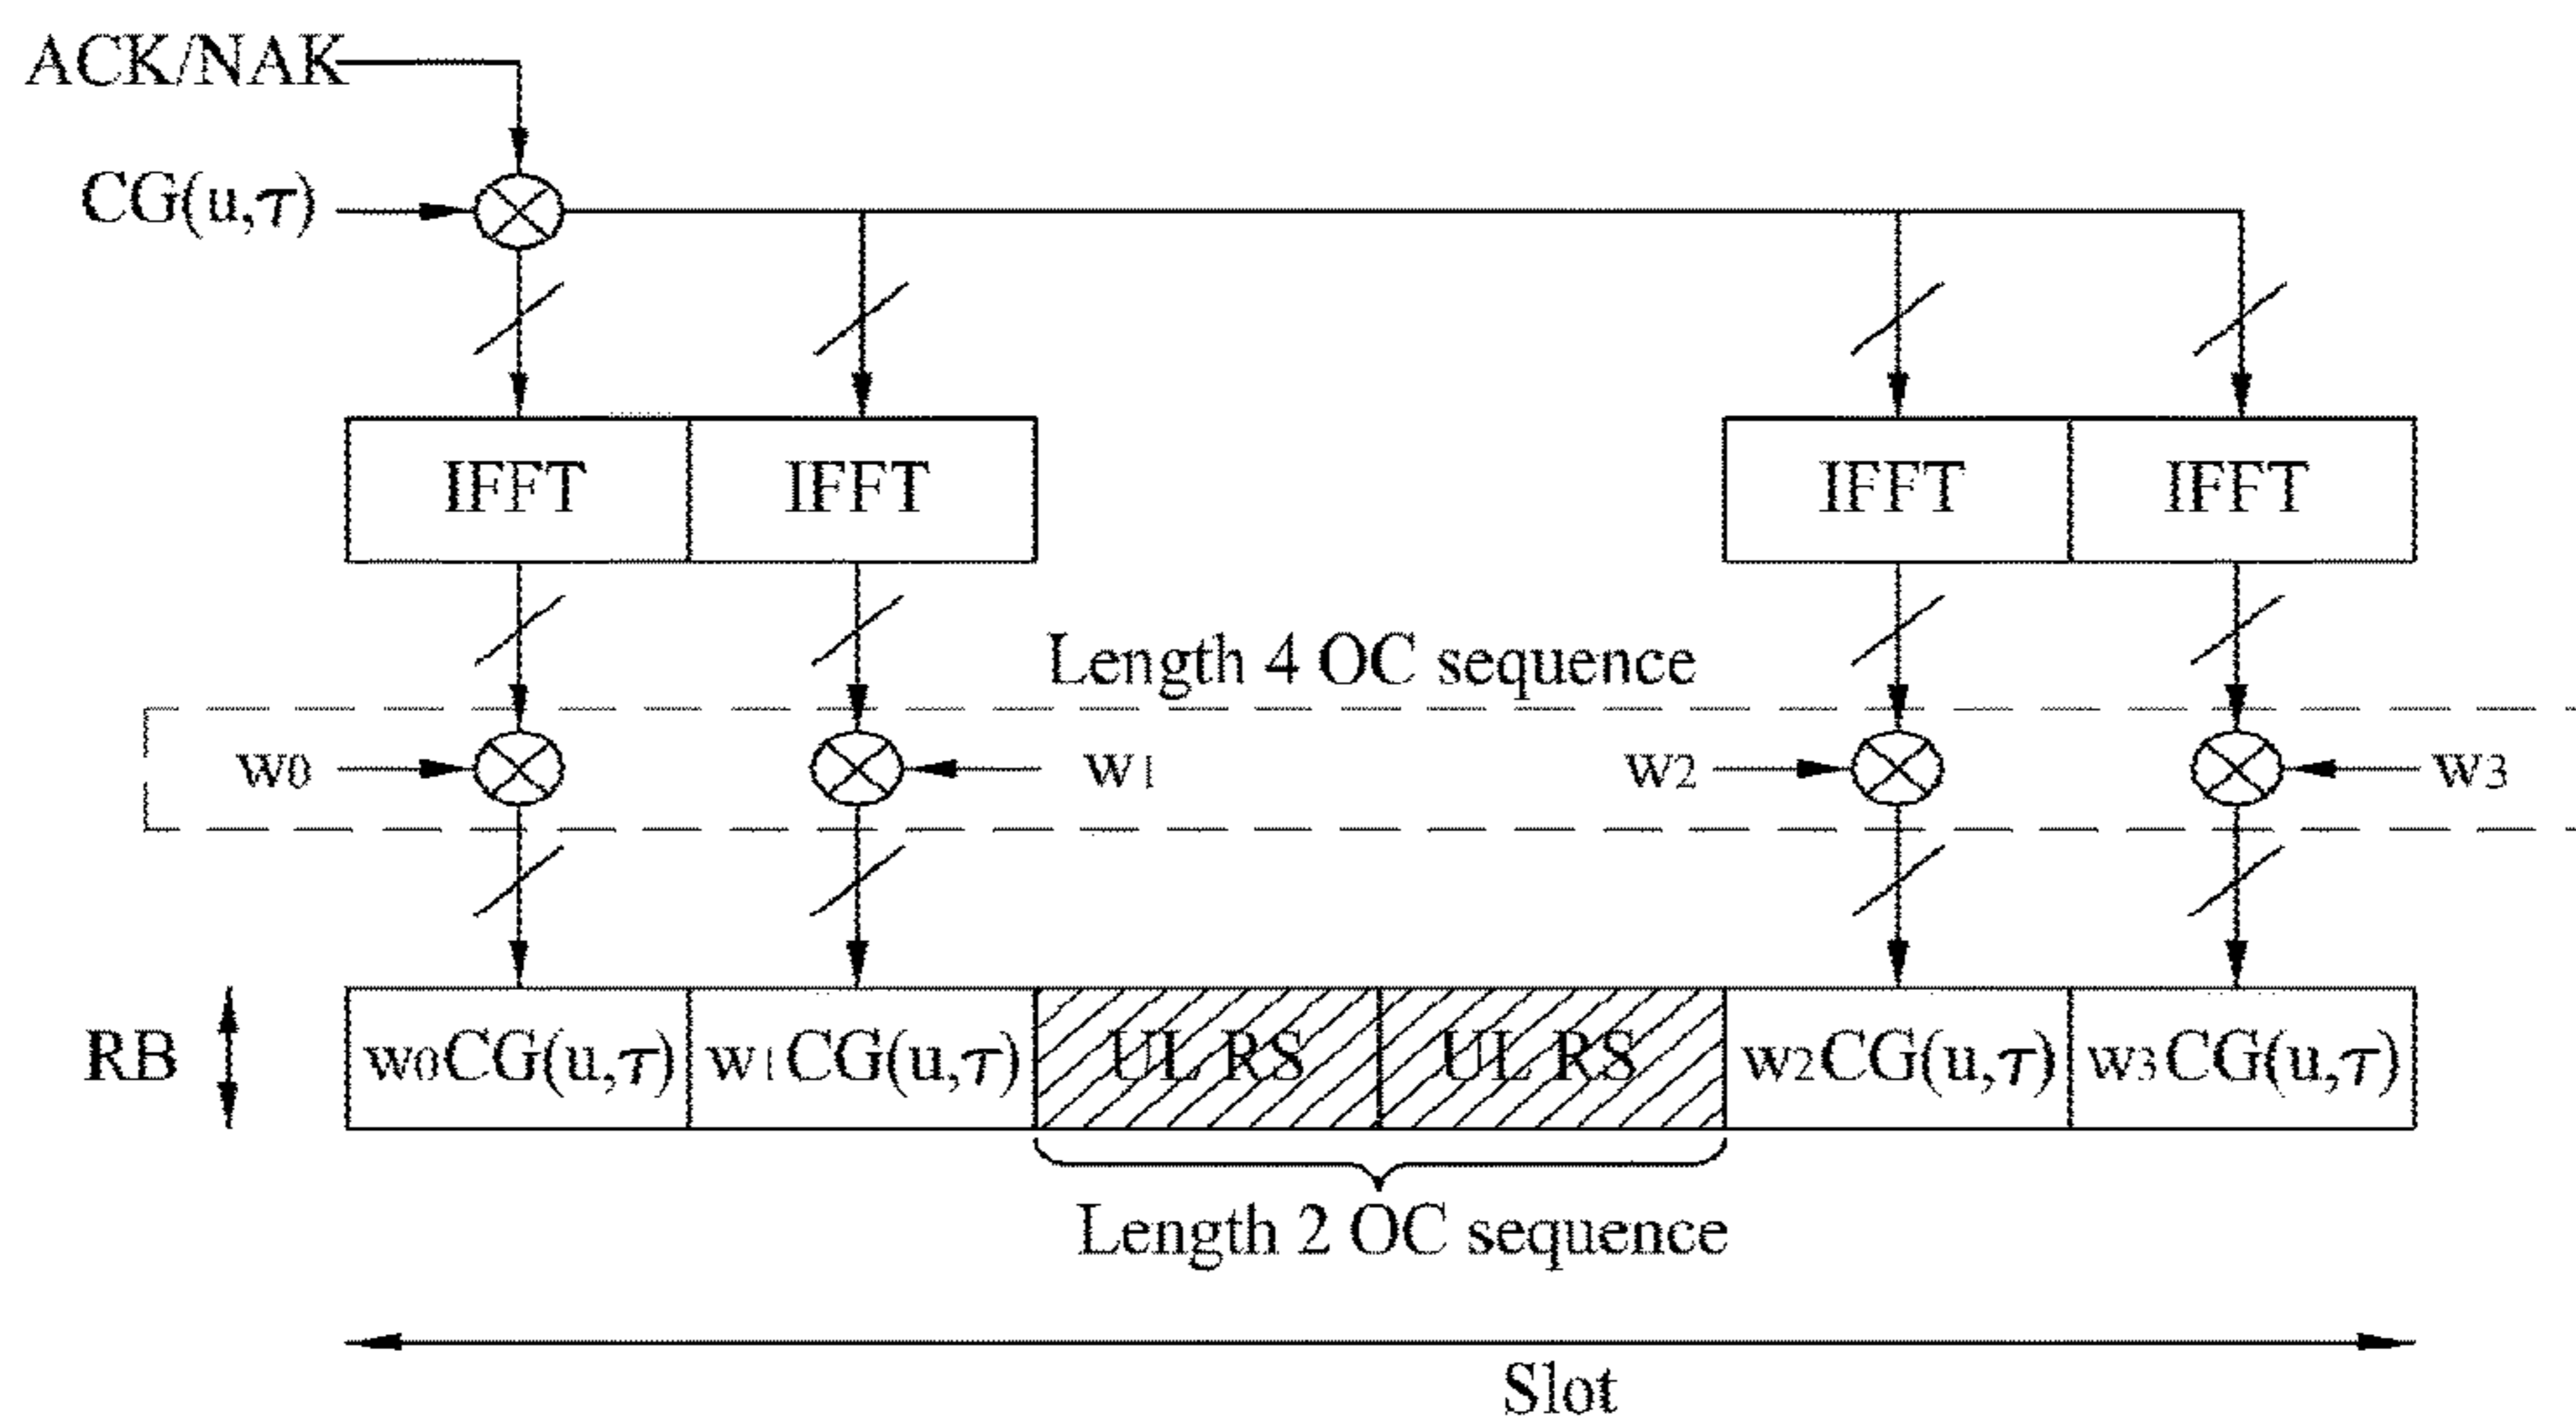 ACK/NAK
CG(u,τ)
IFFT IFFT IFFT IFFT
Length 4 OC sequence
w0 w1 w2 w3
RB w0CG(u,τ) w1CG(u,τ) UL RS UL RS w2CG(u,τ) w3CG(u,τ)
Length 2 OC sequence
Slot